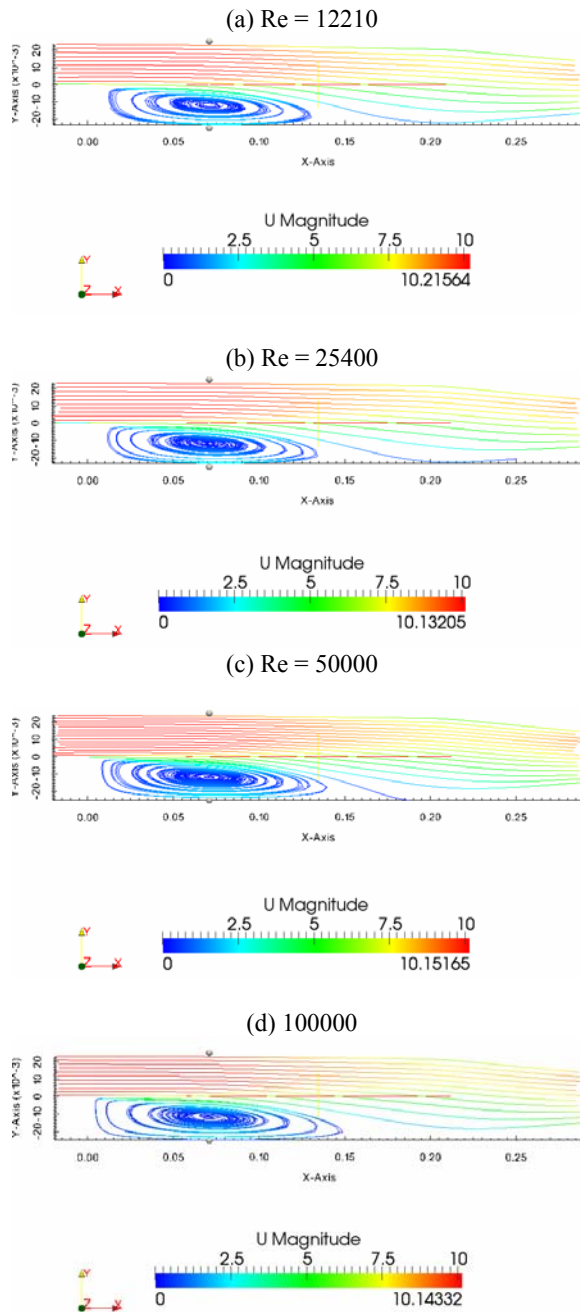 (a) Re = 12210
Y-Axis (x10^-3)
20
10
0
-10
-20
0.00 0.05 0.10 0.15 0.20 0.25
X-Axis
U Magnitude
2.5 5 7.5 10
0 10.21564
Y
Z X
(b) Re = 25400
Y-Axis (x10^-3)
20
10
0
-10
-20
0.00 0.05 0.10 0.15 0.20 0.25
X-Axis
U Magnitude
2.5 5 7.5 10
0 10.13205
Y
Z X
(c) Re = 50000
Y-Axis (x10^-3)
20
10
0
-10
-20
0.00 0.05 0.10 0.15 0.20 0.25
X-Axis
U Magnitude
2.5 5 7.5 10
0 10.15165
Y
Z X
(d) 100000
Y-Axis (x10^-3)
20
10
0
-10
-20
0.00 0.05 0.10 0.15 0.20 0.25
X-Axis
U Magnitude
2.5 5 7.5 10
0 10.14332
Y
Z X